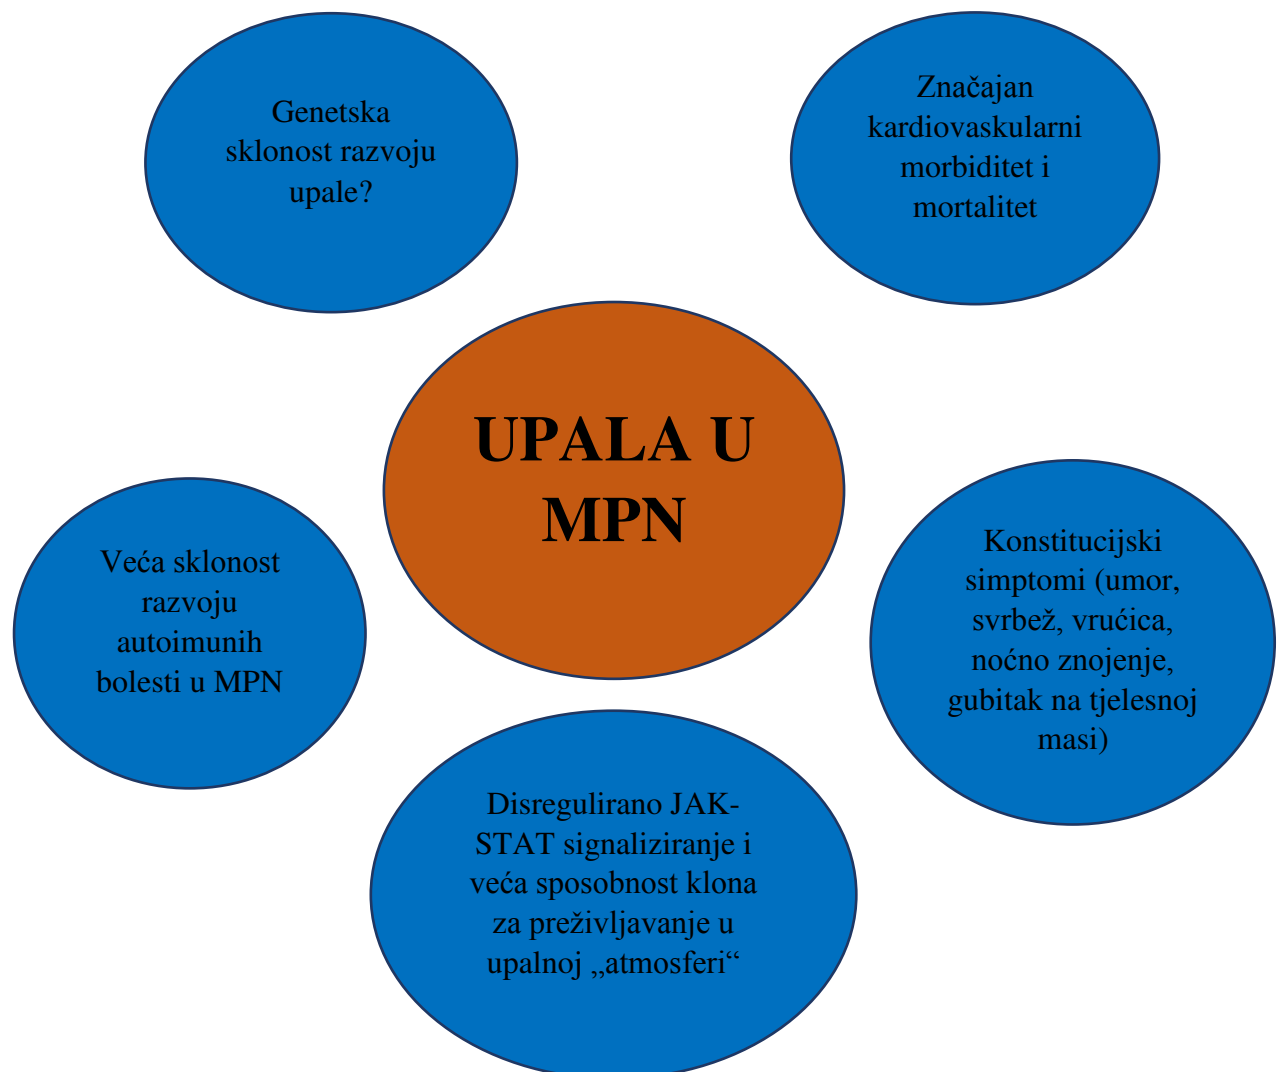 Genetska
sklonost razvoju
upale?
Značajan
kardiovaskularni
morbiditet i
mortalitet
UPALA U
MPN
Veća sklonost
razvoju
autoimunih
bolesti u MPN
Konstitucijski
simptomi (umor,
svrbež, vrućica,
noćno znojenje,
gubitak na tjelesnoj
masi)
Disregulirano JAK-
STAT signaliziranje i
veća sposobnost klona
za preživljavanje u
upalnoj „atmosferi“